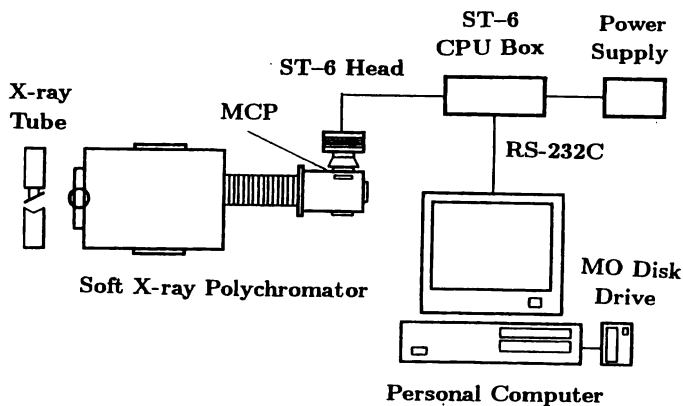 ST–6
CPU Box
Power
Supply
ST–6 Head
X-ray
Tube
MCP
RS-232C
Soft X-ray Polychromator
MO Disk
Drive
Personal Computer